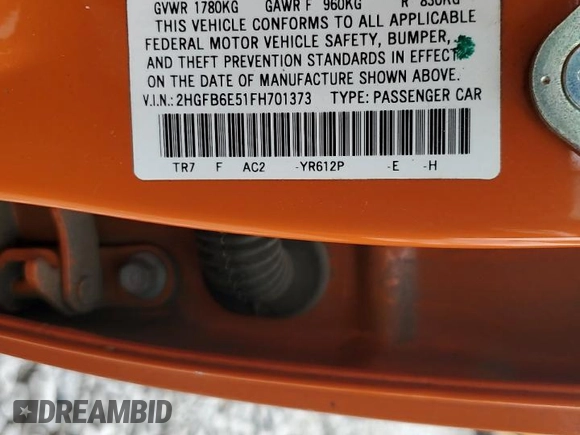 GVWR 1780KG GAWR F 960KG R 830KG
THIS VEHICLE CONFORMS TO ALL APPLICABLE
FEDERAL MOTOR VEHICLE SAFETY, BUMPER,
AND THEFT PREVENTION STANDARDS IN EFFECT
ON THE DATE OF MANUFACTURE SHOWN ABOVE.
V.I.N.: 2HGFB6E51FH701373 TYPE: PASSENGER CAR
TR7 F AC2 -YR612P -E -H
DREAMBID